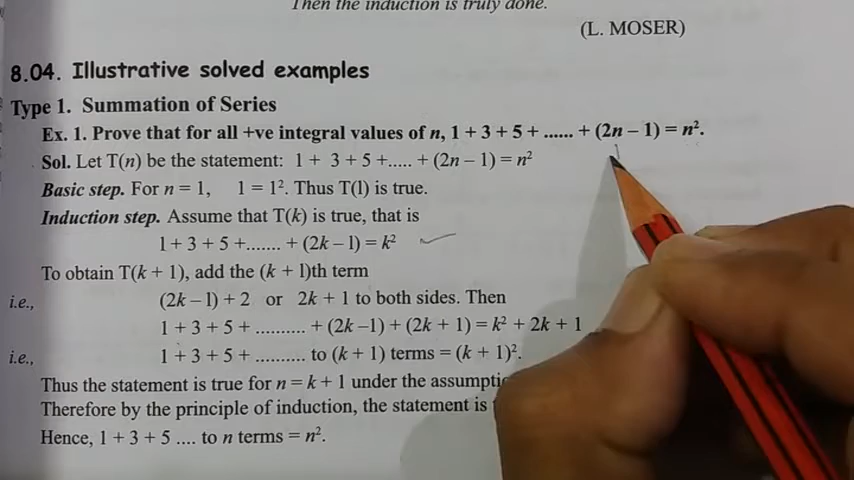 Then the induction is truly done.
(L. MOSER)
8.04. Illustrative solved examples
Type 1. Summation of Series
Ex. 1. Prove that for all +ve integral values of n, 1 + 3 + 5 + ...... + (2n – 1) = n².
Sol. Let T(n) be the statement: 1 + 3 + 5 +..... + (2n – 1) = n²
Basic step. For n = 1, 1 = 1². Thus T(1) is true.
Induction step. Assume that T(k) is true, that is
1 + 3 + 5 +....... + (2k – 1) = k²
To obtain T(k + 1), add the (k + 1)th term
i.e., (2k – 1) + 2 or 2k + 1 to both sides. Then
1 + 3 + 5 + .......... + (2k –1) + (2k + 1) = k² + 2k + 1
i.e., 1 + 3 + 5 + .......... to (k + 1) terms = (k + 1)².
Thus the statement is true for n = k + 1 under the
Therefore by the principle of induction, the statement is
Hence, 1 + 3 + 5 .... to n terms = n².